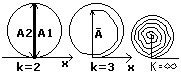 A2 A1 Ā
k=2 x k=3 x K=∞